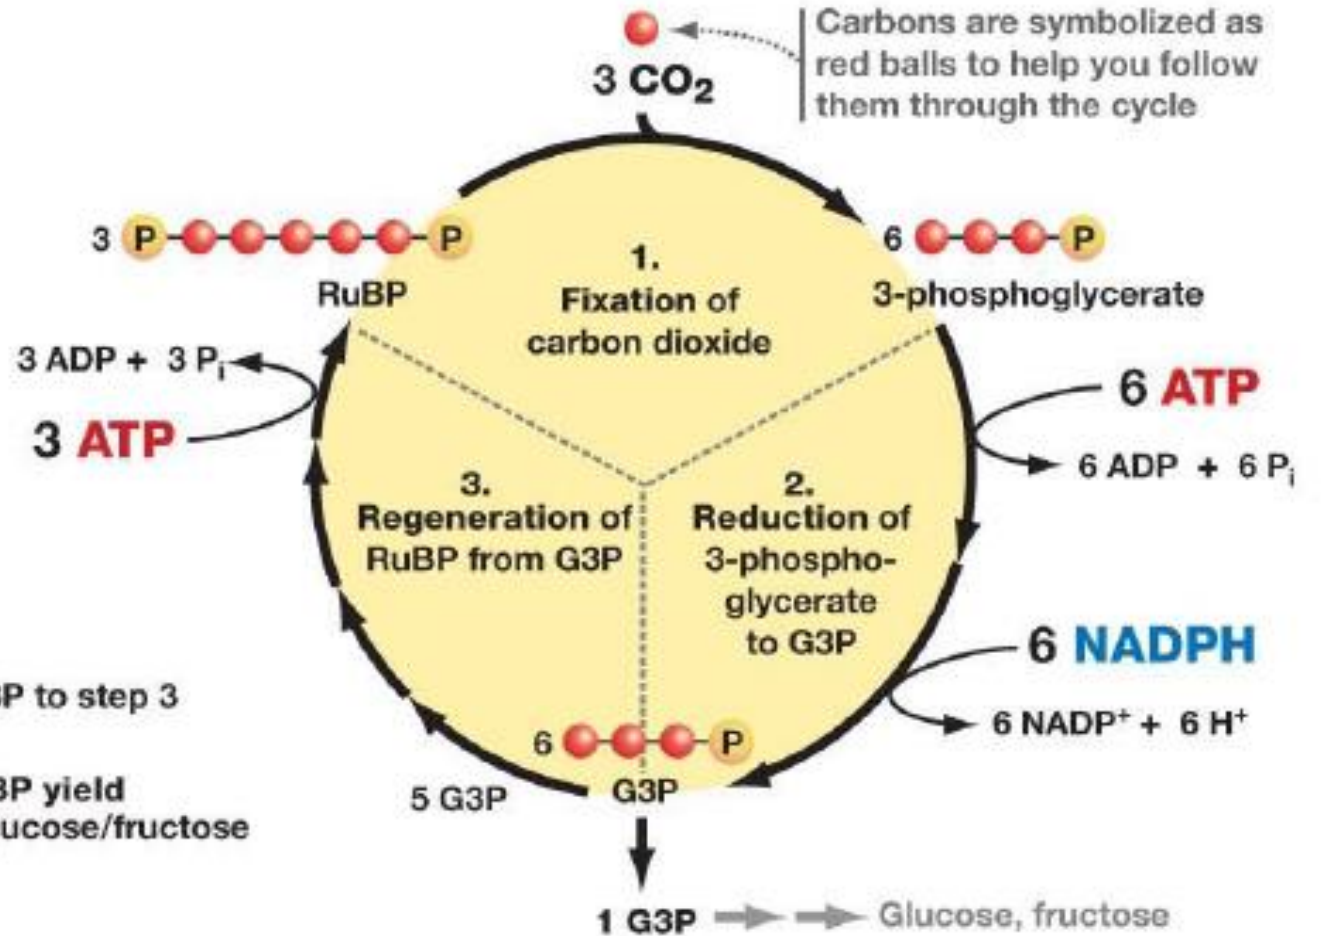 Carbons are symbolized as
red balls to help you follow
them through the cycle
3 CO₂
3 P P
RuBP
6 P
3-phosphoglycerate
1.
Fixation of
carbon dioxide
3 ADP + 3 Pᵢ
3 ATP
6 ATP
6 ADP + 6 Pᵢ
3.
Regeneration of
RuBP from G3P
2.
Reduction of
3-phospho-
glycerate
to G3P
6 NADPH
6 NADP⁺ + 6 H⁺
P to step 3
BP yield
ucose/fructose
6 P
G3P
5 G3P
1 G3P
Glucose, fructose